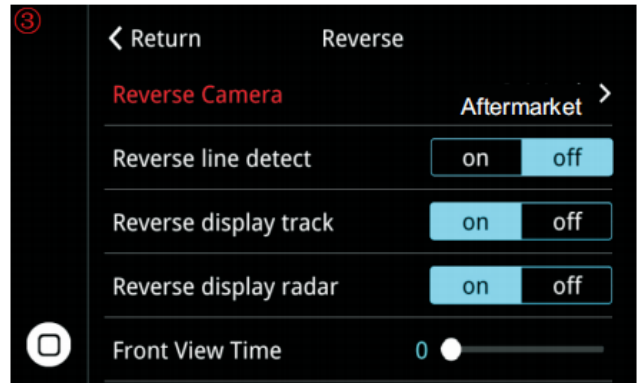 ③
Return Reverse
Reverse Camera Aftermarket
Reverse line detect on off
Reverse display track on off
Reverse display radar on off
Front View Time 0